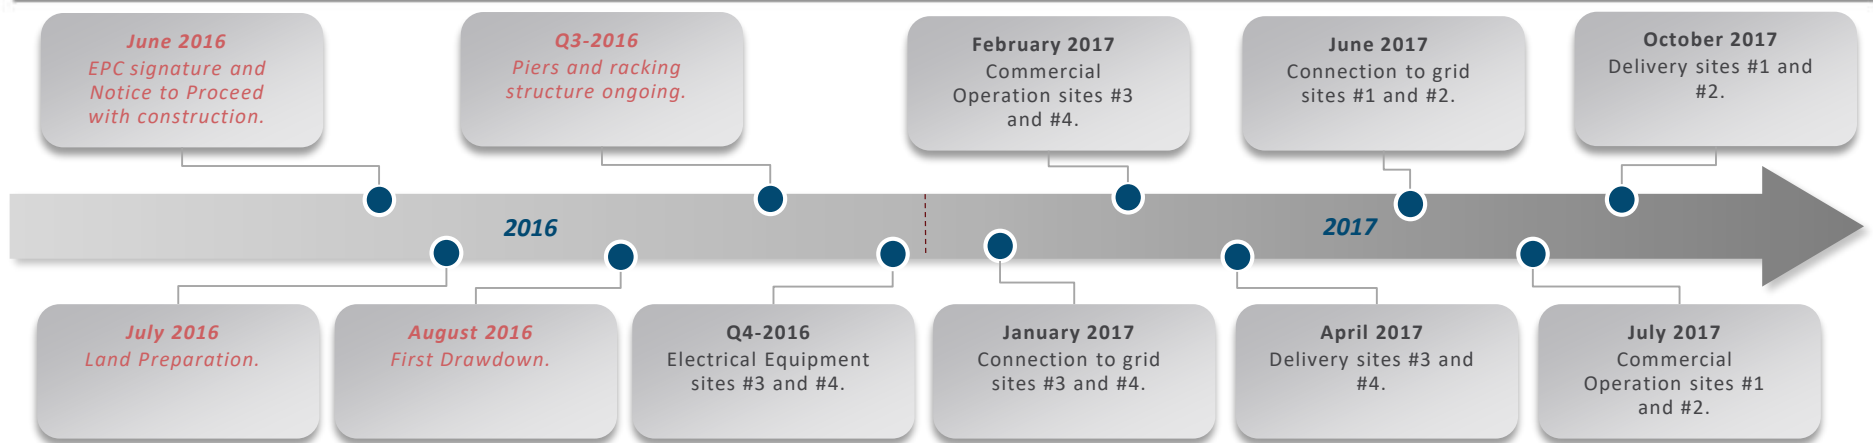 June 2016
EPC signature and
Notice to Proceed
with construction.
Q3-2016
Piers and racking
structure ongoing.
February 2017
Commercial
Operation sites #3
and #4.
June 2017
Connection to grid
sites #1 and #2.
October 2017
Delivery sites #1 and
#2.
2016
2017
July 2016
Land Preparation.
August 2016
First Drawdown.
Q4-2016
Electrical Equipment
sites #3 and #4.
January 2017
Connection to grid
sites #3 and #4.
April 2017
Delivery sites #3 and
#4.
July 2017
Commercial
Operation sites #1
and #2.